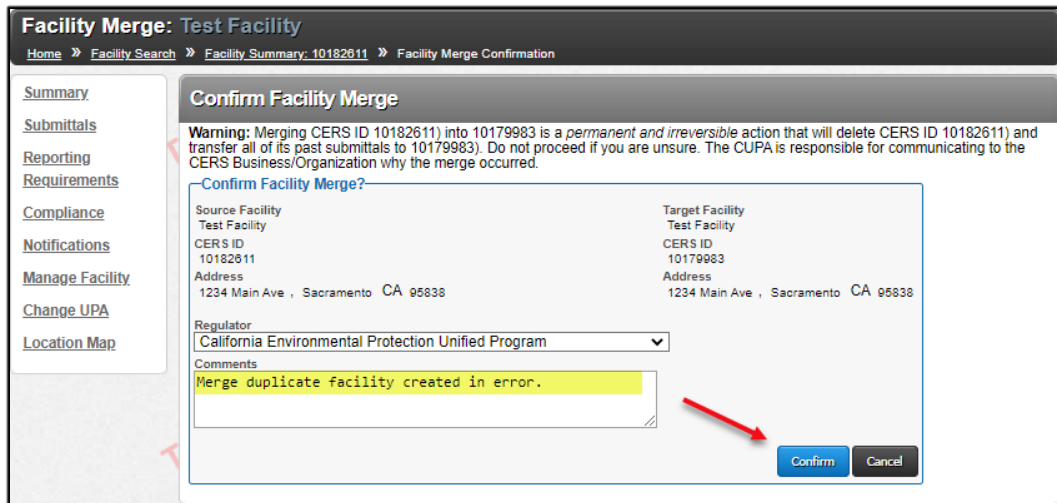 Facility Merge: Test Facility
Home » Facility Search » Facility Summary: 10182611 » Facility Merge Confirmation
Summary
Submittals
Reporting
Requirements
Compliance
Notifications
Manage Facility
Change UPA
Location Map
Confirm Facility Merge
Warning: Merging CERS ID 10182611) into 10179983 is a permanent and irreversible action that will delete CERS ID 10182611) and
transfer all of its past submittals to 10179983). Do not proceed if you are unsure. The CUPA is responsible for communicating to the
CERS Business/Organization why the merge occurred.
Confirm Facility Merge?
Source Facility
Test Facility
CERS ID
10182611
Address
1234 Main Ave , Sacramento CA 95838
Target Facility
Test Facility
CERS ID
10179983
Address
1234 Main Ave , Sacramento CA 95838
Regulator
California Environmental Protection Unified Program
Comments
Merge duplicate facility created in error.
Confirm
Cancel